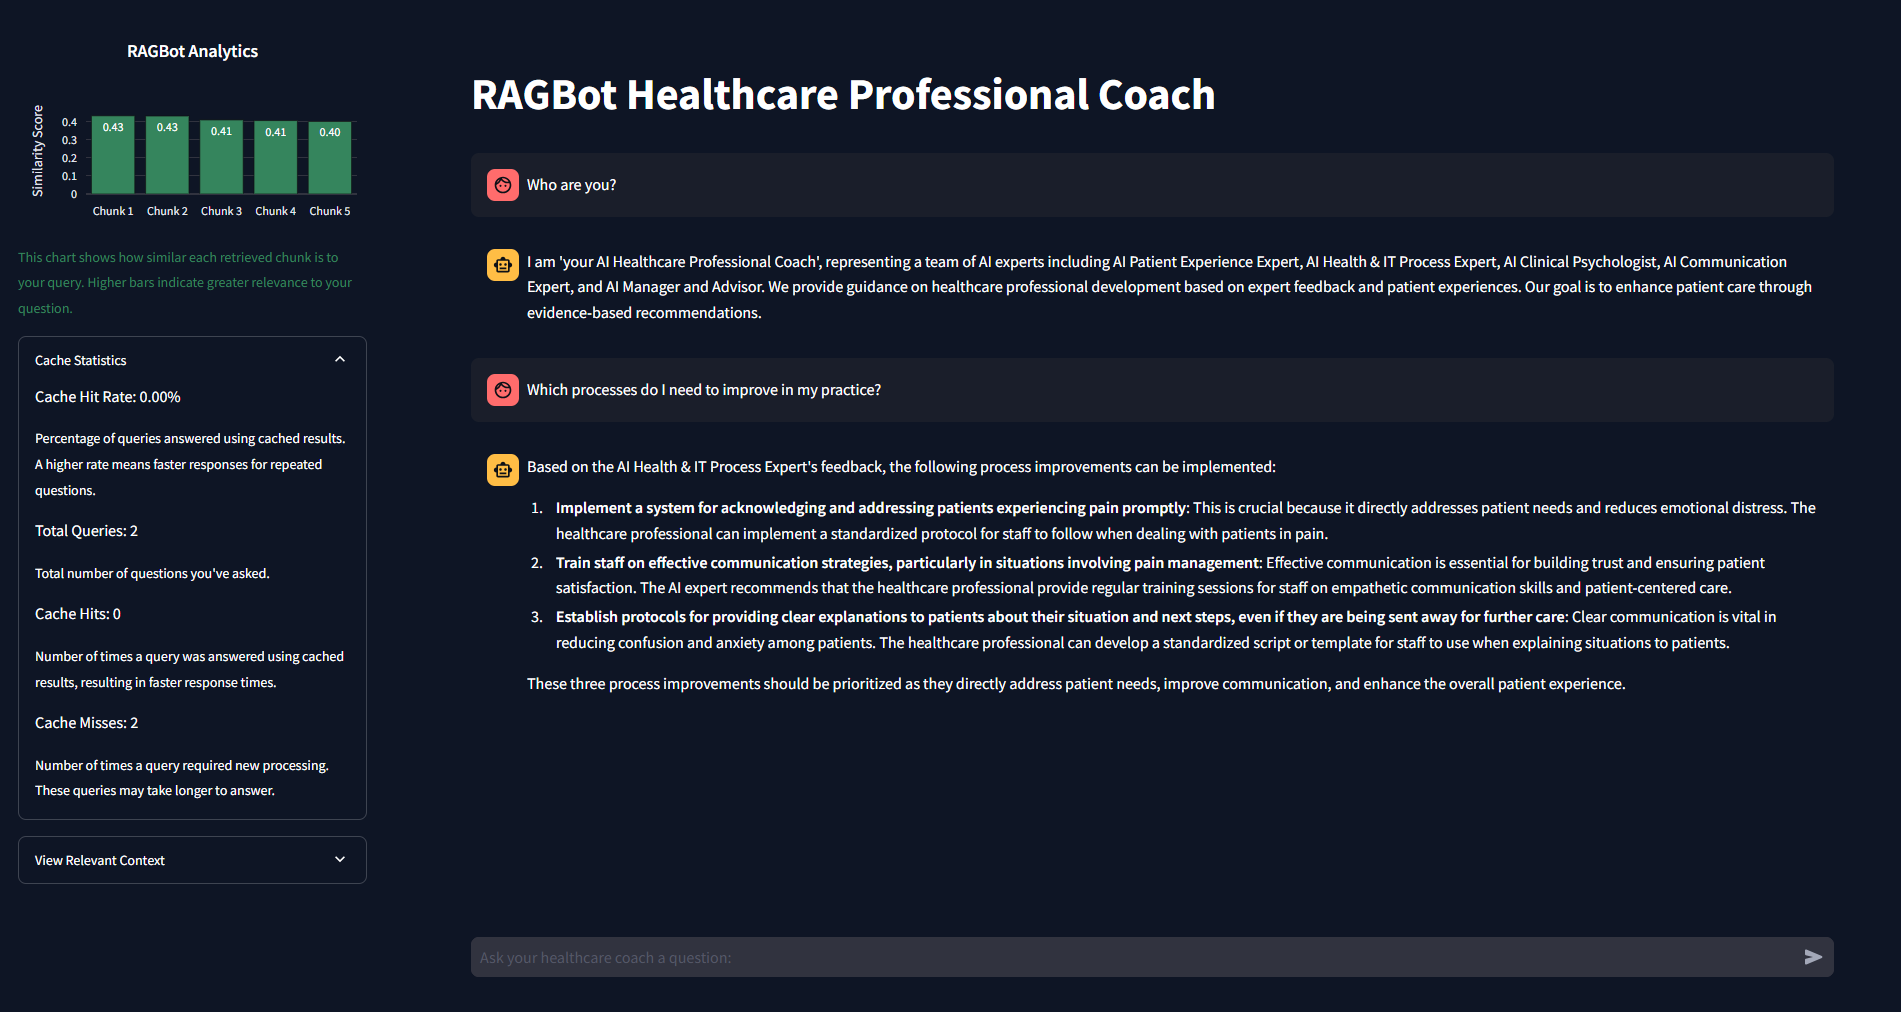 RAGBot Analytics
Similarity Score
0.4
0.3
0.2
0.1
0
0.43
0.43
0.41
0.41
0.40
Chunk 1
Chunk 2
Chunk 3
Chunk 4
Chunk 5
This chart shows how similar each retrieved chunk is to
your query. Higher bars indicate greater relevance to your
question.
Cache Statistics
Cache Hit Rate: 0.00%
Percentage of queries answered using cached results.
A higher rate means faster responses for repeated
questions.
Total Queries: 2
Total number of questions you've asked.
Cache Hits: 0
Number of times a query was answered using cached
results, resulting in faster response times.
Cache Misses: 2
Number of times a query required new processing.
These queries may take longer to answer.
View Relevant Context
RAGBot Healthcare Professional Coach
Who are you?
I am 'your AI Healthcare Professional Coach', representing a team of AI experts including AI Patient Experience Expert, AI Health & IT Process Expert, AI Clinical Psychologist, AI Communication
Expert, and AI Manager and Advisor. We provide guidance on healthcare professional development based on expert feedback and patient experiences. Our goal is to enhance patient care through
evidence-based recommendations.
Which processes do I need to improve in my practice?
Based on the AI Health & IT Process Expert's feedback, the following process improvements can be implemented:
1. Implement a system for acknowledging and addressing patients experiencing pain promptly: This is crucial because it directly addresses patient needs and reduces emotional distress. The
healthcare professional can implement a standardized protocol for staff to follow when dealing with patients in pain.
2. Train staff on effective communication strategies, particularly in situations involving pain management: Effective communication is essential for building trust and ensuring patient
satisfaction. The AI expert recommends that the healthcare professional provide regular training sessions for staff on empathetic communication skills and patient-centered care.
3. Establish protocols for providing clear explanations to patients about their situation and next steps, even if they are being sent away for further care: Clear communication is vital in
reducing confusion and anxiety among patients. The healthcare professional can develop a standardized script or template for staff to use when explaining situations to patients.
These three process improvements should be prioritized as they directly address patient needs, improve communication, and enhance the overall patient experience.
Ask your healthcare coach a question: